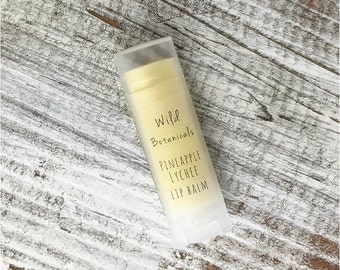 Wild
Botanicals
PINEAPPLE
LYCHEE
LIP BALM